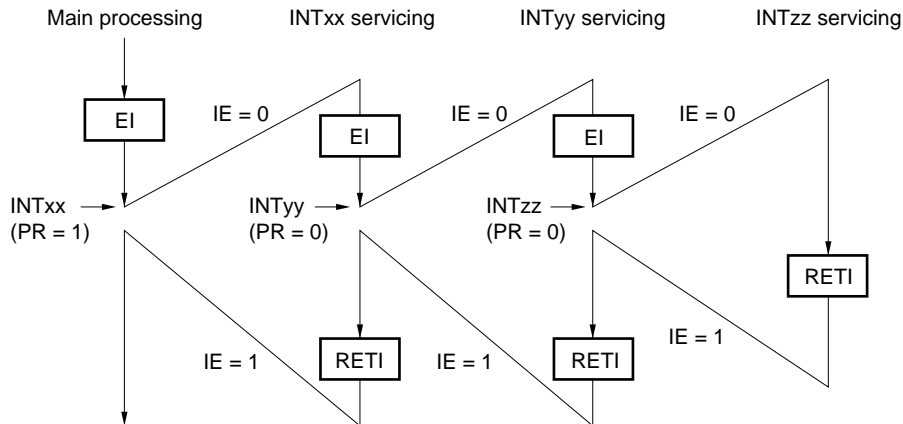 Main processing
INTxx servicing
INTyy servicing
INTzz servicing
EI
IE = 0
EI
IE = 0
EI
IE = 0
INTxx
(PR = 1)
INTyy
(PR = 0)
INTzz
(PR = 0)
RETI
IE = 1
RETI
IE = 1
RETI
IE = 1